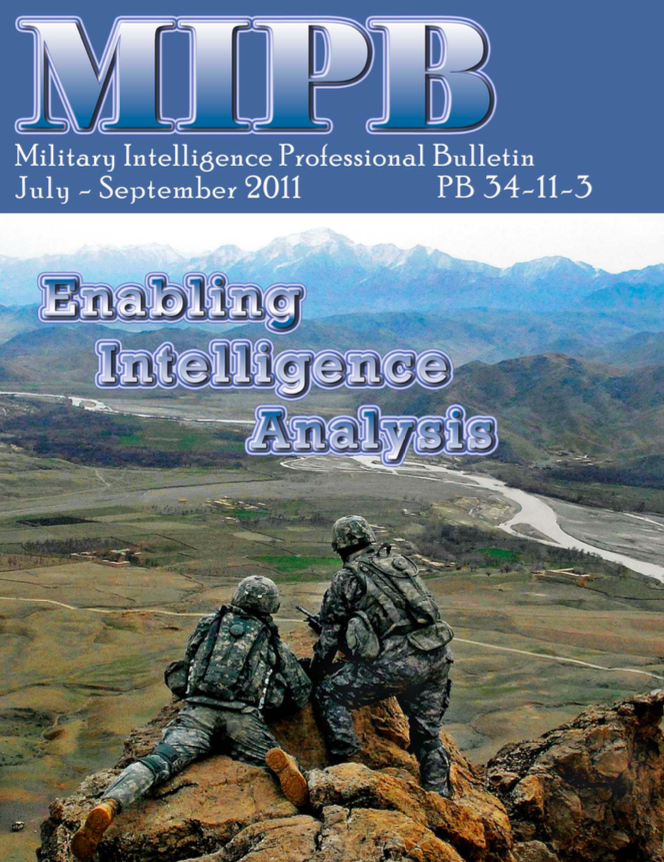 MIPB
Military Intelligence Professional Bulletin
July - September 2011 PB 34-11-3
Enabling
Intelligence
Analysis